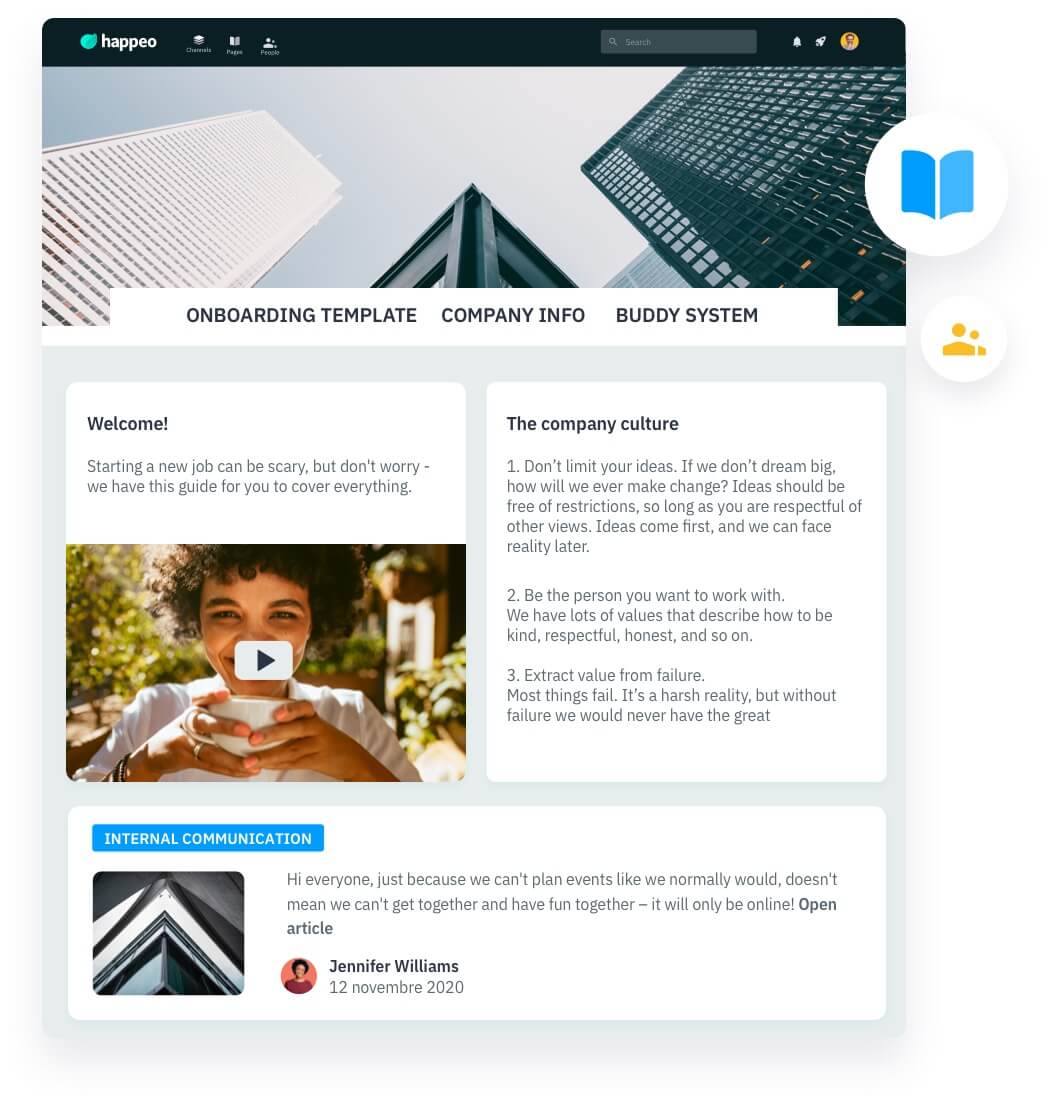 happeo
Channels
Pages
People
Search
ONBOARDING TEMPLATE COMPANY INFO BUDDY SYSTEM
Welcome!
Starting a new job can be scary, but don't worry -
we have this guide for you to cover everything.
The company culture
1. Don’t limit your ideas. If we don’t dream big,
how will we ever make change? Ideas should be
free of restrictions, so long as you are respectful of
other views. Ideas come first, and we can face
reality later.
2. Be the person you want to work with.
We have lots of values that describe how to be
kind, respectful, honest, and so on.
3. Extract value from failure.
Most things fail. It’s a harsh reality, but without
failure we would never have the great
INTERNAL COMMUNICATION
Hi everyone, just because we can't plan events like we normally would, doesn't
mean we can't get together and have fun together – it will only be online! Open
article
Jennifer Williams
12 novembre 2020